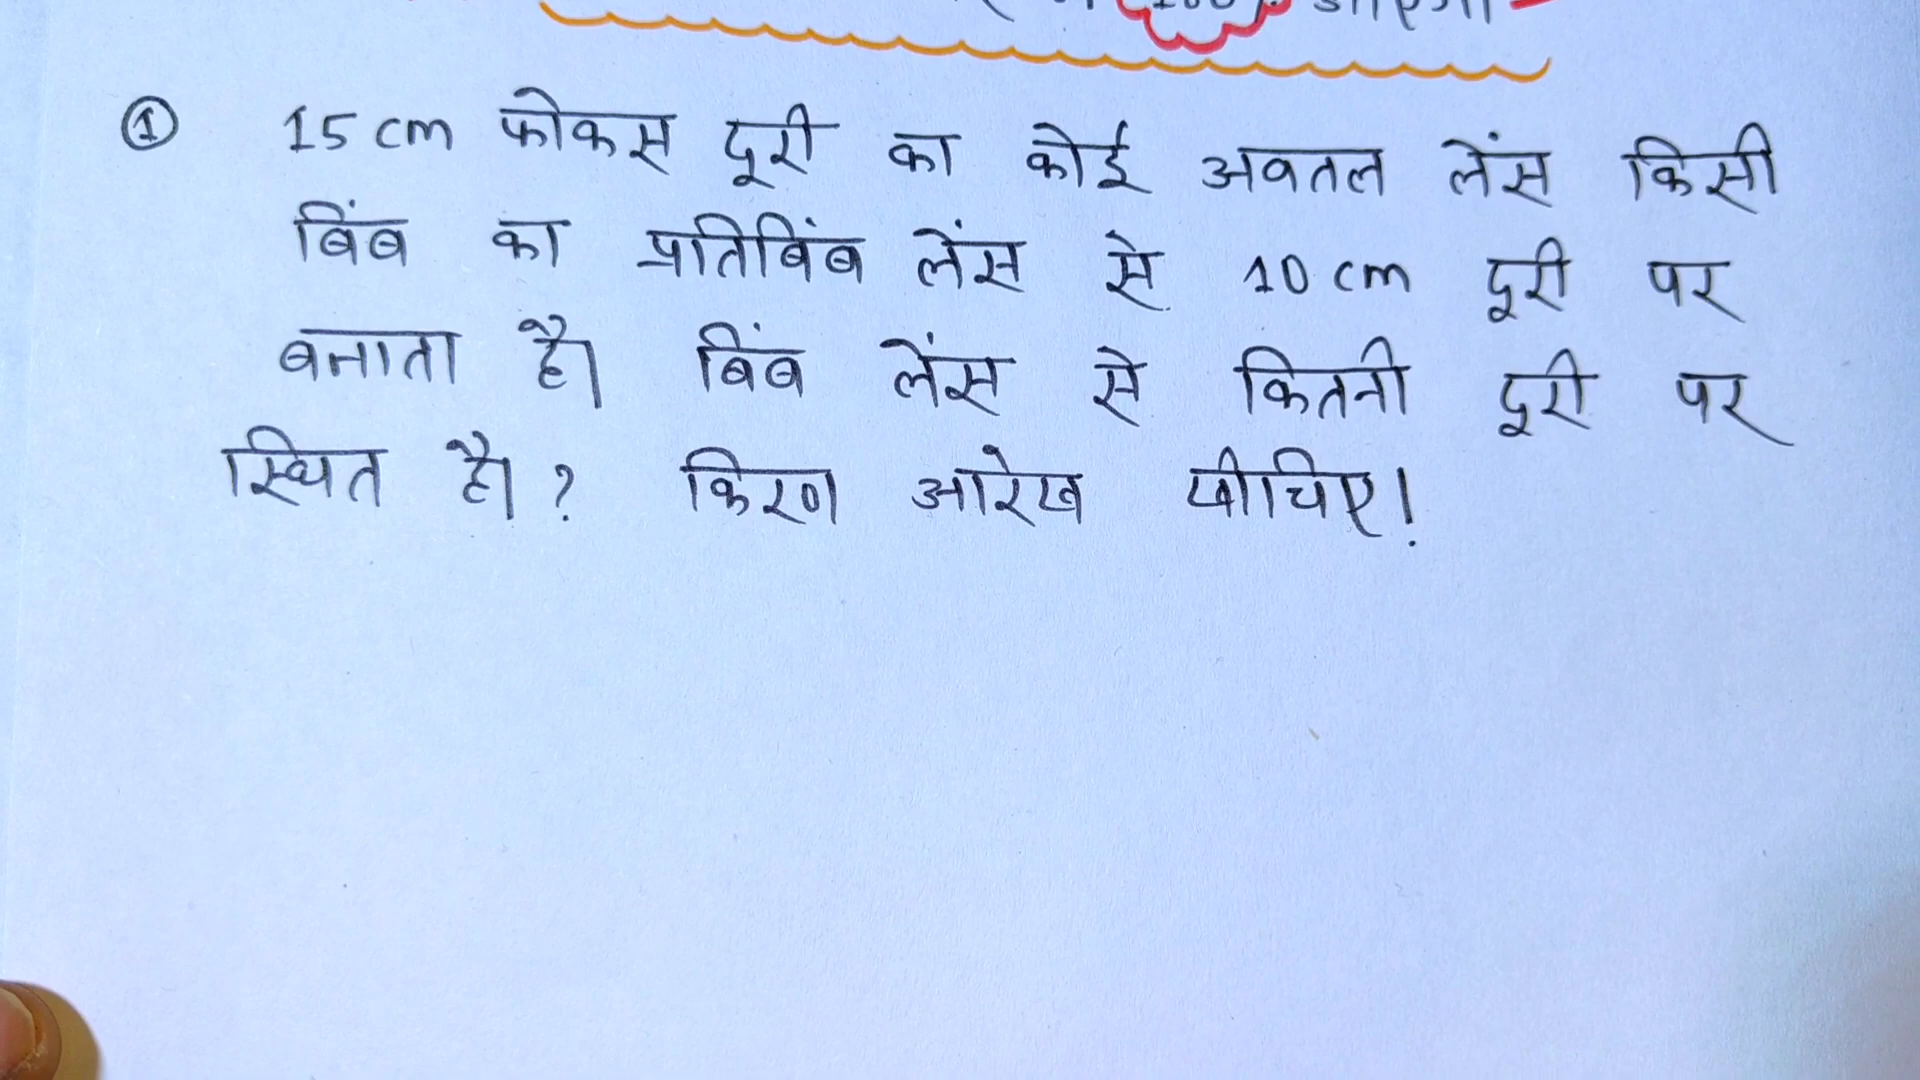 ① 15 cm फोकस दूरी का कोई अवतल लेंस किसी
बिंब का प्रतिबिंब लेंस से 10 cm दूरी पर
बनाता है। बिंब लेंस से कितनी दूरी पर
स्थित है। ? किरण आरेख खीचिए!